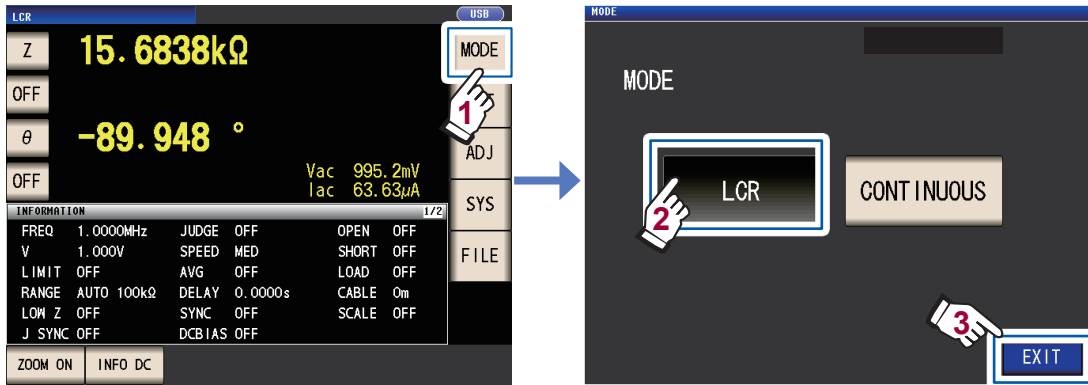 LCR USB
Z 15.6838kΩ MODE
OFF
1
θ -89.948 ° ADJ
OFF Vac 995.2mV
Iac 63.63μA
SYS
INFORMATION 1/2
FREQ 1.0000MHz JUDGE OFF OPEN OFF
V 1.000V SPEED MED SHORT OFF
FILE
LIMIT OFF AVG OFF LOAD OFF
RANGE AUTO 100kΩ DELAY 0.0000s CABLE 0m
LOW Z OFF SYNC OFF SCALE OFF
J SYNC OFF DCBIAS OFF
ZOOM ON INFO DC
MODE
MODE
LCR CONTINUOUS
2
3
EXIT